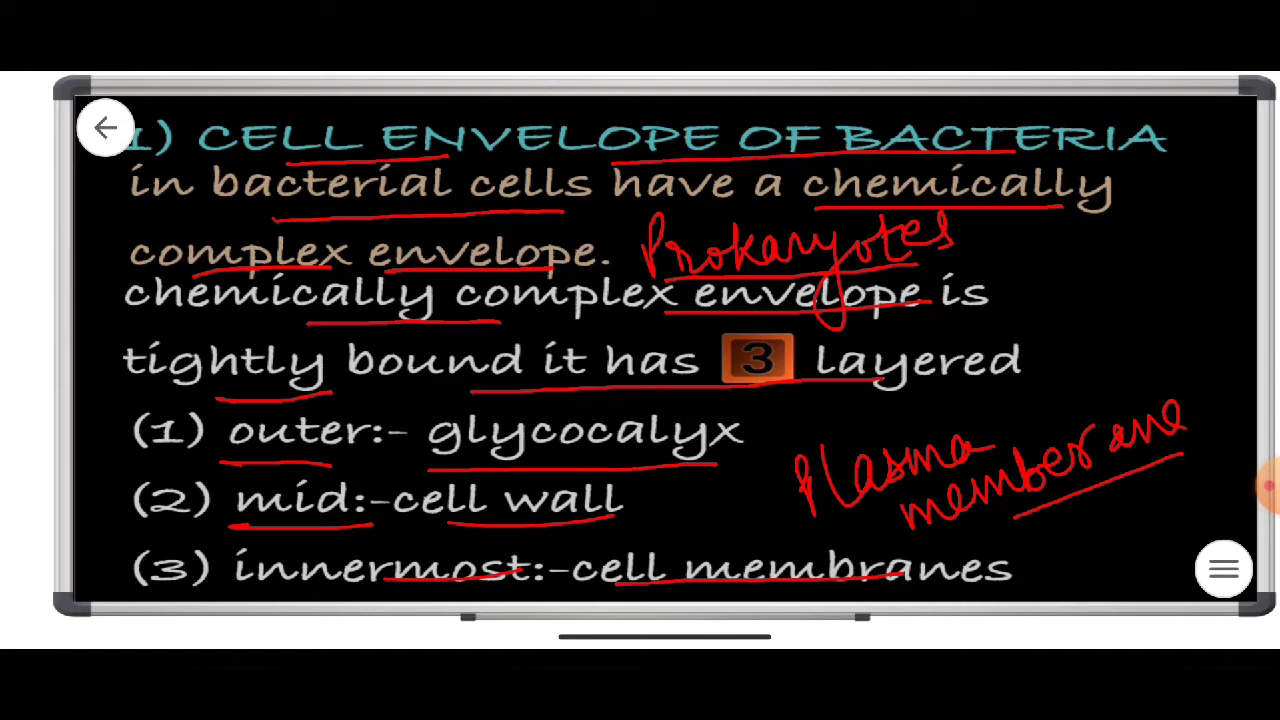 1) CELL ENVELOPE OF BACTERIA
in bacterial cells have a chemically
complex envelope.
Prokaryotes
chemically complex envelope is
tightly bound it has 3 layered
(1) outer:- glycocalyx
(2) mid:-cell wall
Plasma
memberane
(3) innermost:-cell membranes